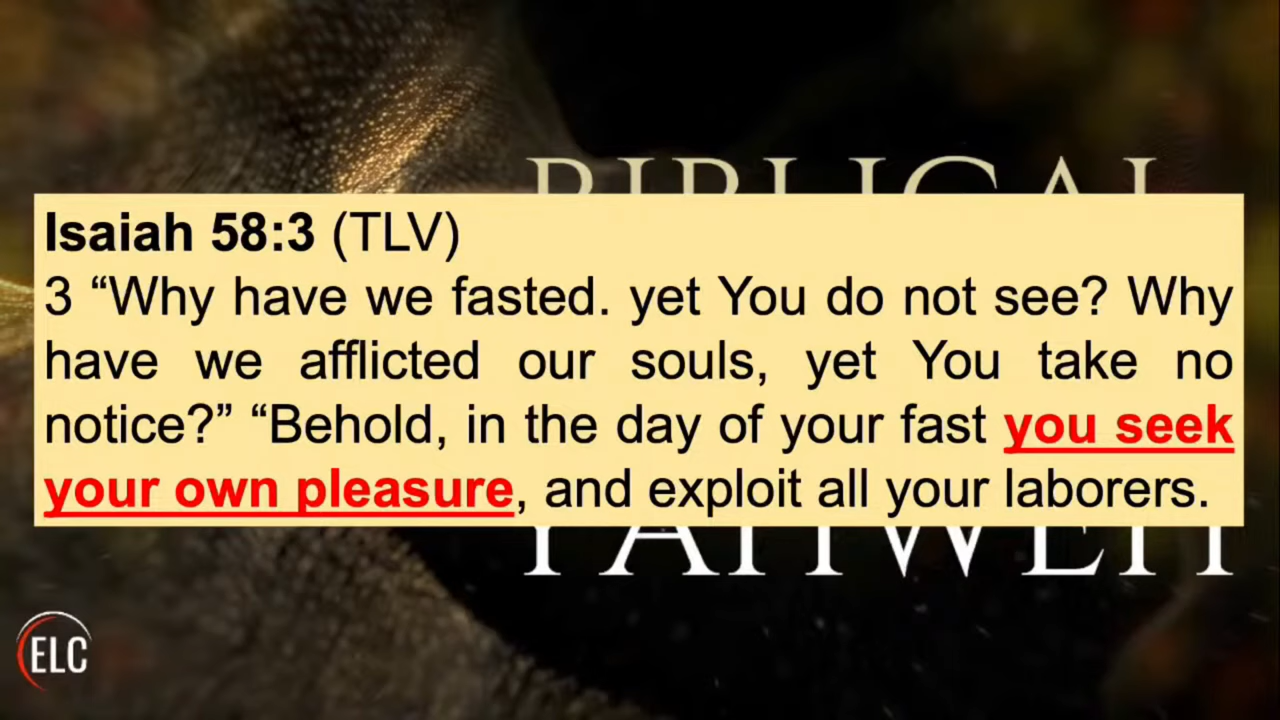 BIBLICAL
Isaiah 58:3 (TLV)
3 “Why have we fasted. yet You do not see? Why
have we afflicted our souls, yet You take no
notice?” “Behold, in the day of your fast you seek
your own pleasure, and exploit all your laborers.
YAHWEH
ELC